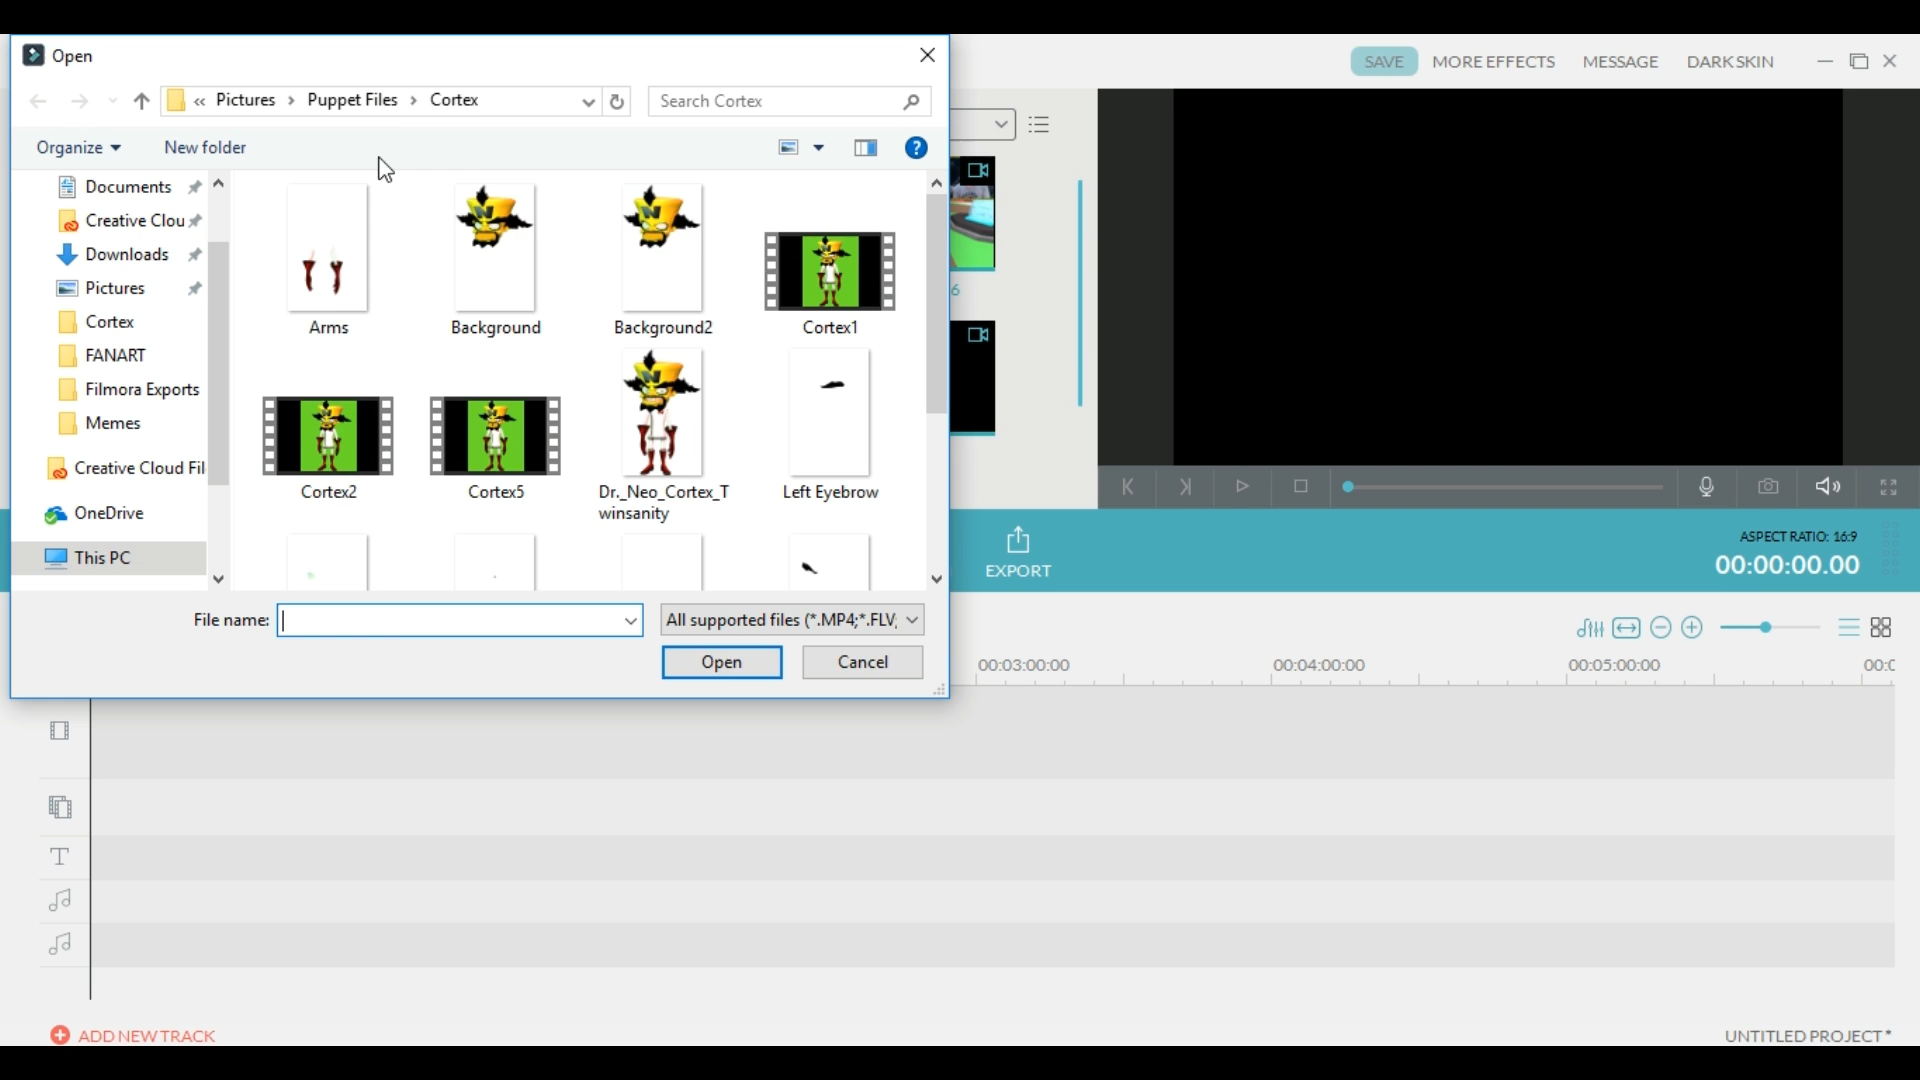 Open
SAVE MORE EFFECTS MESSAGE DARK SKIN
« Pictures › Puppet Files › Cortex
Search Cortex
Organize New folder
Documents
Creative Clou
Downloads
Pictures
Cortex
FANART
Filmora Exports
Memes
Creative Cloud Fil
OneDrive
This PC
Arms Background Background2 Cortex1
Cortex2 Cortex5 Dr._Neo_Cortex_T Left Eyebrow
winsanity
6
File name:
All supported files (*.MP4;*.FLV;
Open Cancel
EXPORT
ASPECT RATIO: 16:9
00:00:00.00
00:03:00:00 00:04:00:00 00:05:00:00 00:0
ADD NEW TRACK
UNTITLED PROJECT *